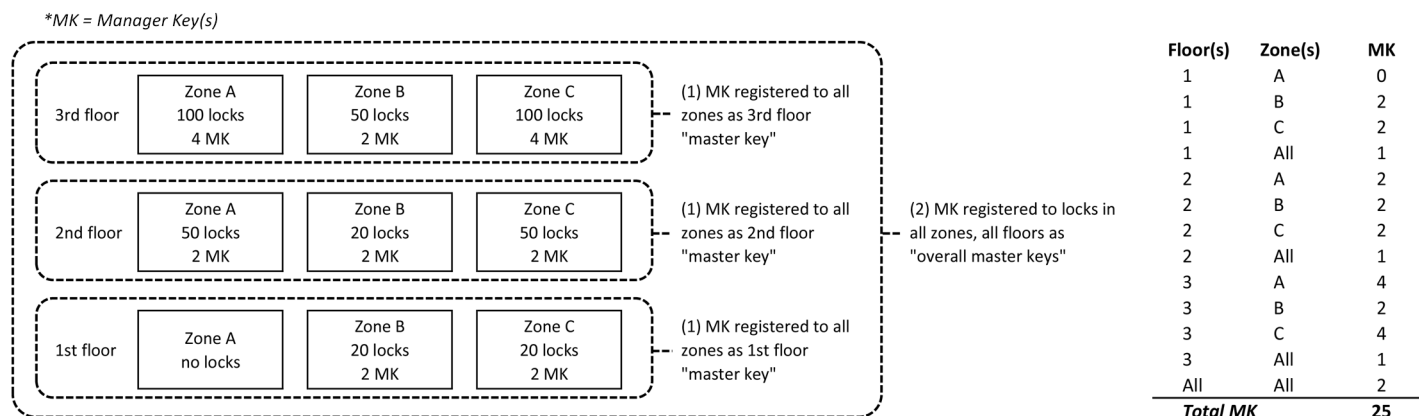 *MK = Manager Key(s)
3rd floor
Zone A
100 locks
4 MK
Zone B
50 locks
2 MK
Zone C
100 locks
4 MK
(1) MK registered to all
zones as 3rd floor
"master key"
2nd floor
Zone A
50 locks
2 MK
Zone B
20 locks
2 MK
Zone C
50 locks
2 MK
(1) MK registered to all
zones as 2nd floor
"master key"
1st floor
Zone A
no locks
Zone B
20 locks
2 MK
Zone C
20 locks
2 MK
(1) MK registered to all
zones as 1st floor
"master key"
(2) MK registered to locks in
all zones, all floors as
"overall master keys"
Floor(s) Zone(s) MK
1 A 0
1 B 2
1 C 2
1 All 1
2 A 2
2 B 2
2 C 2
2 All 1
3 A 4
3 B 2
3 C 4
3 All 1
All All 2
Total MK 25